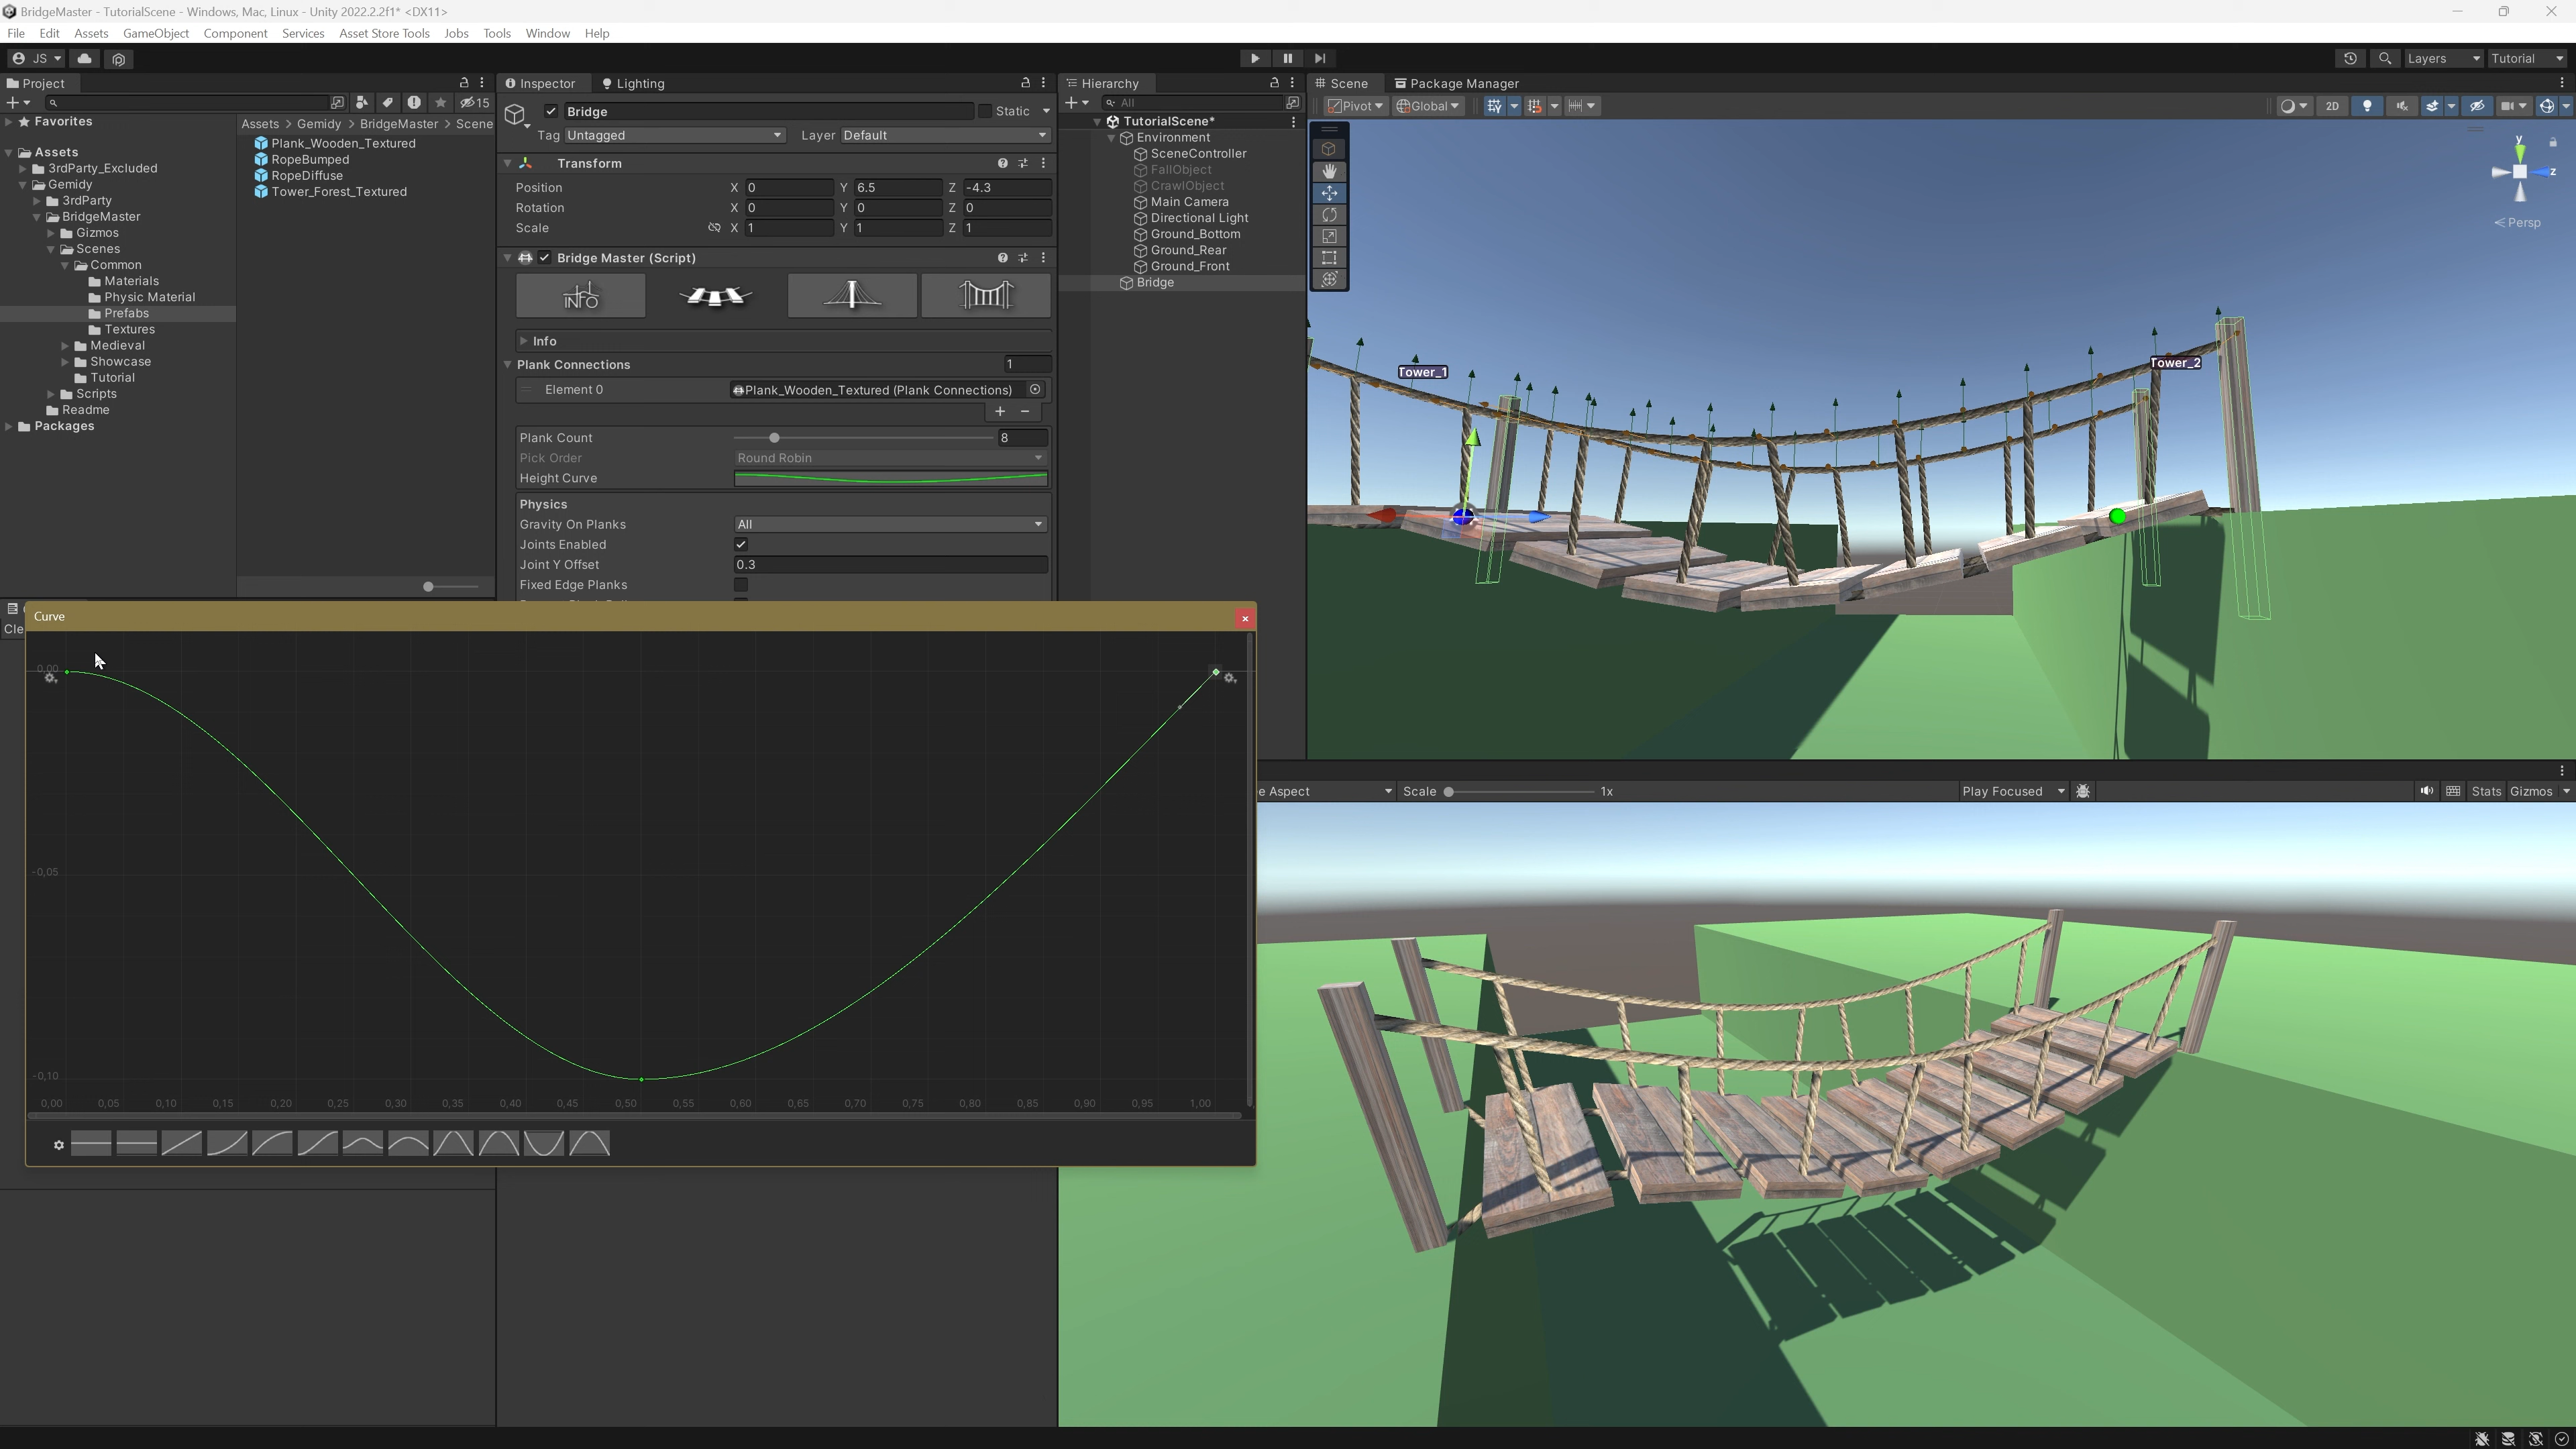 BridgeMaster - TutorialScene - Windows, Mac, Linux - Unity 2022.2.2f1* <DX11>
File Edit Assets GameObject Component Services Asset Store Tools Jobs Tools Window Help
JS
Layers
Tutorial
Project
15
Favorites
Assets
3rdParty_Excluded
Gemidy
3rdParty
BridgeMaster
Gizmos
Scenes
Common
Materials
Physic Material
Prefabs
Textures
Medieval
Showcase
Tutorial
Scripts
Readme
Packages
Assets > Gemidy > BridgeMaster > Scene
Plank_Wooden_Textured
RopeBumped
RopeDiffuse
Tower_Forest_Textured
Inspector
Lighting
Bridge
Static
Tag Untagged
Layer Default
Transform
Position X 0 Y 6.5 Z -4.3
Rotation X 0 Y 0 Z 0
Scale X 1 Y 1 Z 1
Bridge Master (Script)
INFO
Info
Plank Connections 1
Element 0 Plank_Wooden_Textured (Plank Connections)
+ −
Plank Count 8
Pick Order Round Robin
Height Curve
Physics
Gravity On Planks All
Joints Enabled
Joint Y Offset 0.3
Fixed Edge Planks
Hierarchy
All
TutorialScene*
Environment
SceneController
FallObject
CrawlObject
Main Camera
Directional Light
Ground_Bottom
Ground_Rear
Ground_Front
Bridge
Scene
Package Manager
Pivot
Global
2D
y
z
Persp
Tower_1
Tower_2
Cle
Curve
0,00
-0,05
-0,10
0,00 0,05 0,10 0,15 0,20 0,25 0,30 0,35 0,40 0,45 0,50 0,55 0,60 0,65 0,70 0,75 0,80 0,85 0,90 0,95 1,00
e Aspect
Scale 1x
Play Focused
Stats
Gizmos